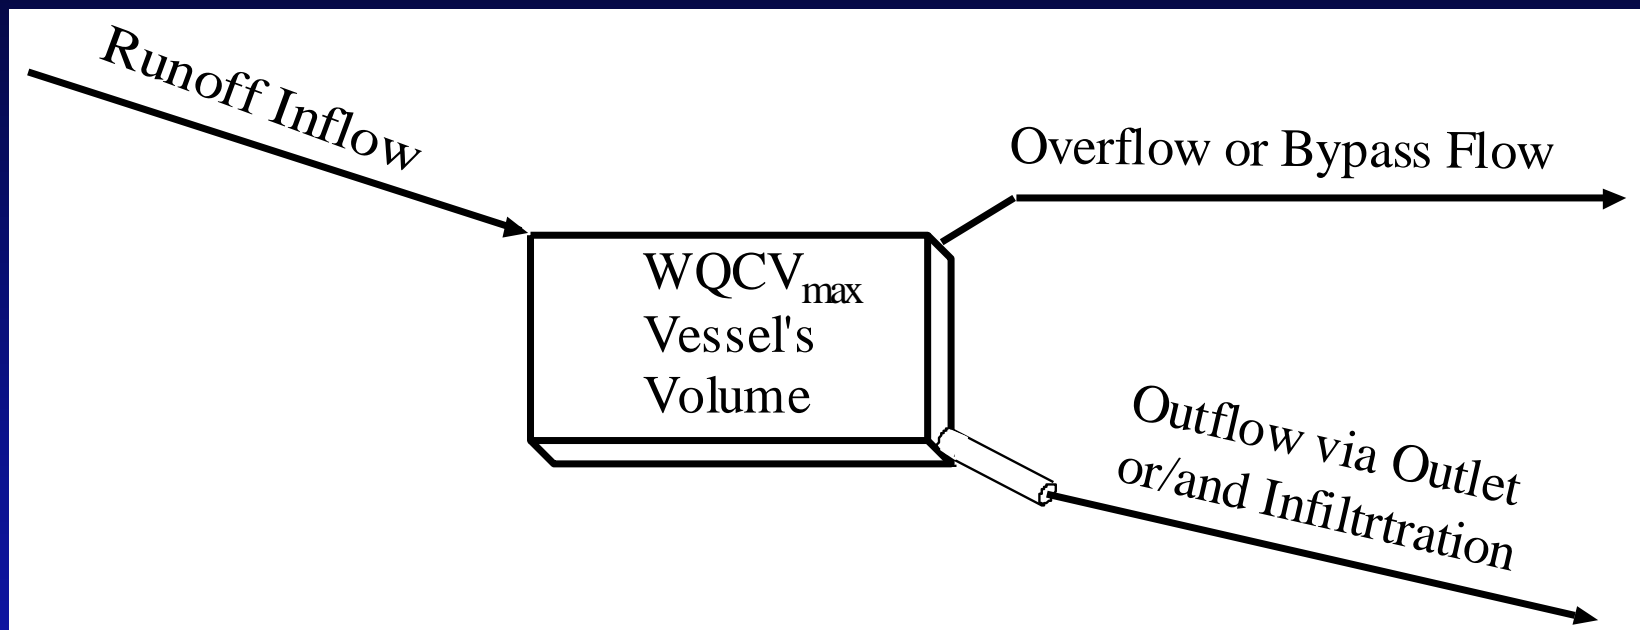 Runoff Inflow
Overflow or Bypass Flow
WQCVmax
Vessel's
Volume
Outflow via Outlet
or/and Infiltrtration